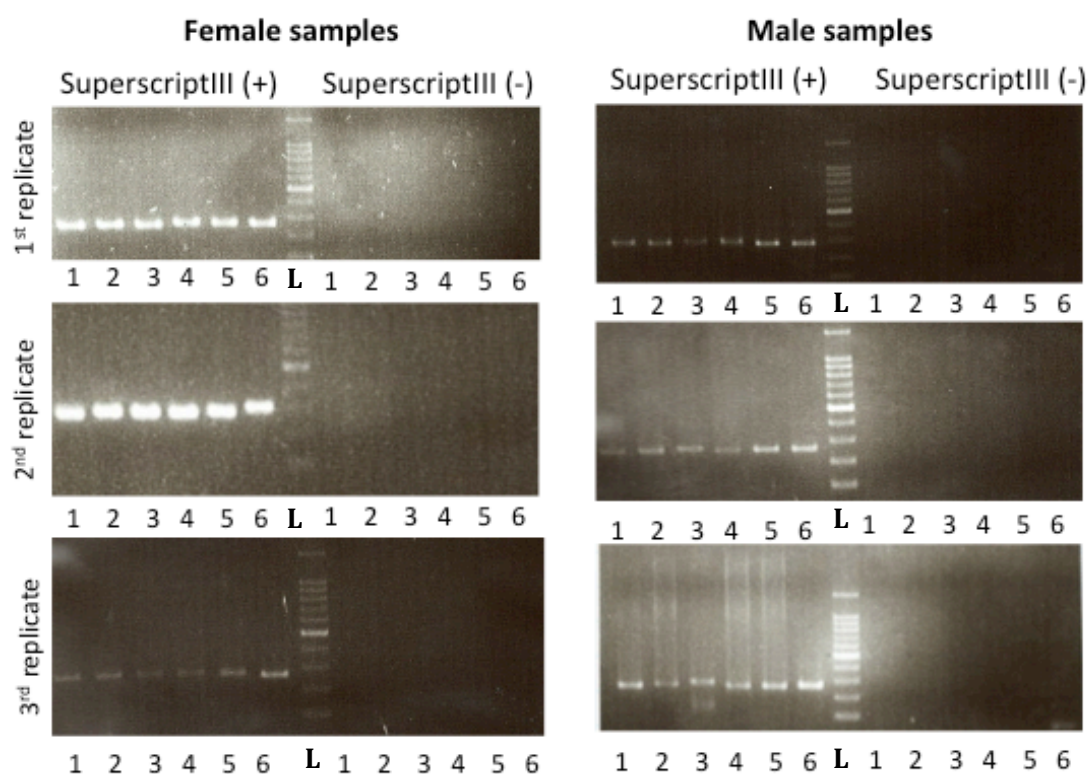 Female samples
Male samples
SuperscriptIII (+)
SuperscriptIII (-)
SuperscriptIII (+)
SuperscriptIII (-)
1st replicate
1 2 3 4 5 6 L 1 2 3 4 5 6
1 2 3 4 5 6 L 1 2 3 4 5 6
2nd replicate
1 2 3 4 5 6 L 1 2 3 4 5 6
1 2 3 4 5 6 L 1 2 3 4 5 6
3rd replicate
1 2 3 4 5 6 L 1 2 3 4 5 6
1 2 3 4 5 6 L 1 2 3 4 5 6